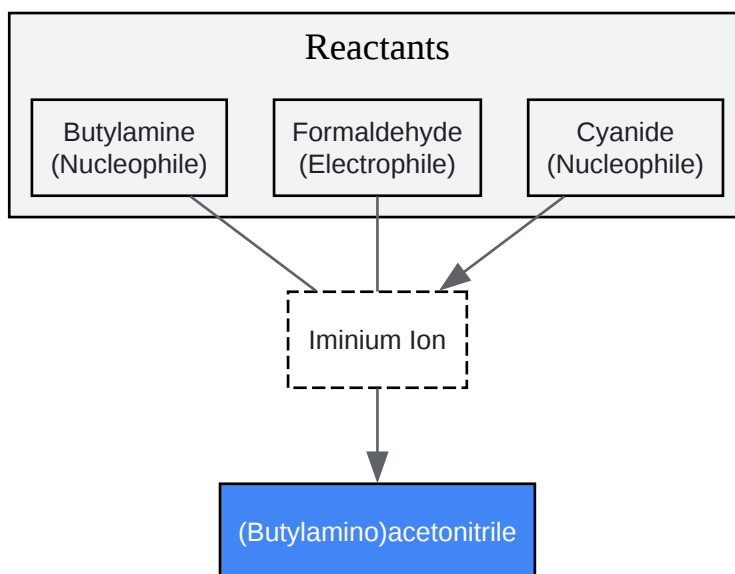 Reactants
Butylamine
(Nucleophile)
Formaldehyde
(Electrophile)
Cyanide
(Nucleophile)
Iminium Ion
(Butylamino)acetonitrile